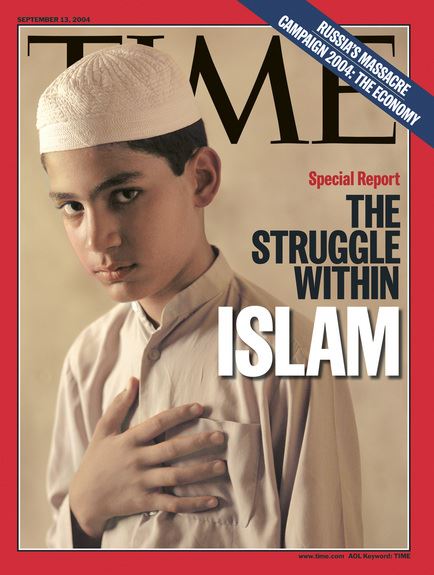 SEPTEMBER 13, 2004
TIME
RUSSIA'S MASSACRE
CAMPAIGN 2004: THE ECONOMY
Special Report
THE
STRUGGLE
WITHIN
ISLAM
www.time.com AOL Keyword: TIME